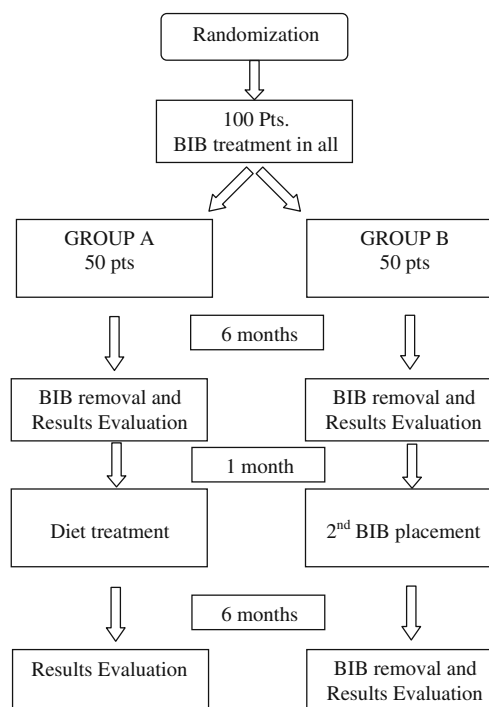 Randomization
100 Pts.
BIB treatment in all
GROUP A
50 pts
GROUP B
50 pts
6 months
BIB removal and
Results Evaluation
BIB removal and
Results Evaluation
1 month
Diet treatment
2nd BIB placement
6 months
Results Evaluation
BIB removal and
Results Evaluation